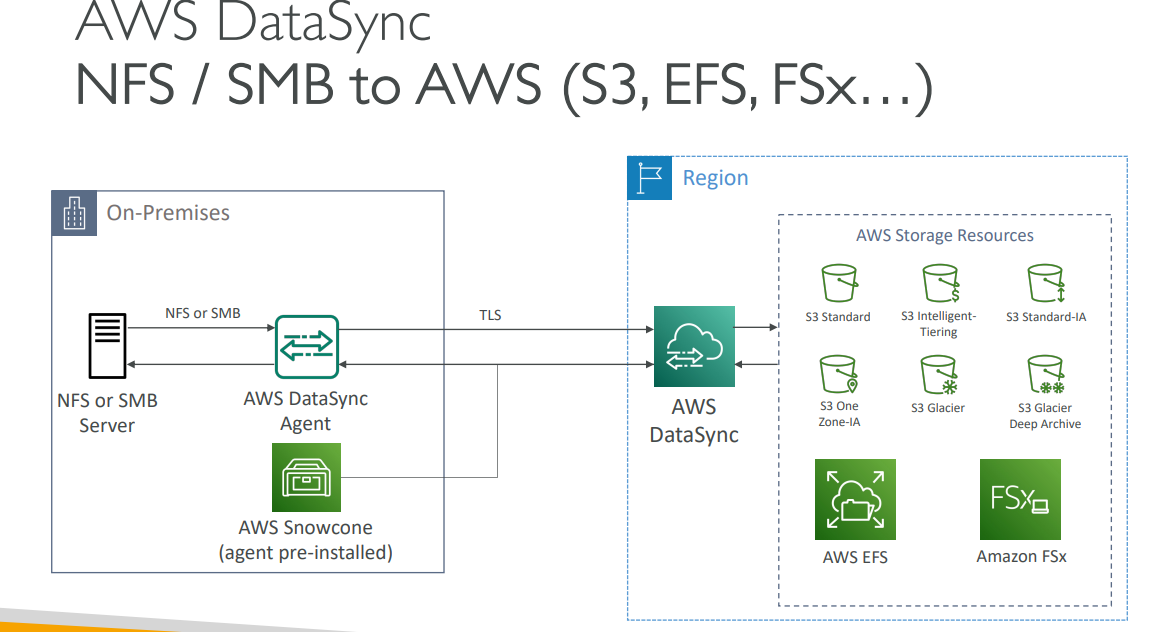 AWS DataSync
NFS / SMB to AWS (S3, EFS, FSx…)
Region
On-Premises
AWS Storage Resources
S3 Standard
S3 Intelligent-
Tiering
S3 Standard-IA
NFS or SMB
TLS
S3 One
Zone-IA
S3 Glacier
S3 Glacier
Deep Archive
NFS or SMB
Server
AWS DataSync
Agent
AWS
DataSync
FSx
AWS Snowcone
(agent pre-installed)
AWS EFS
Amazon FSx